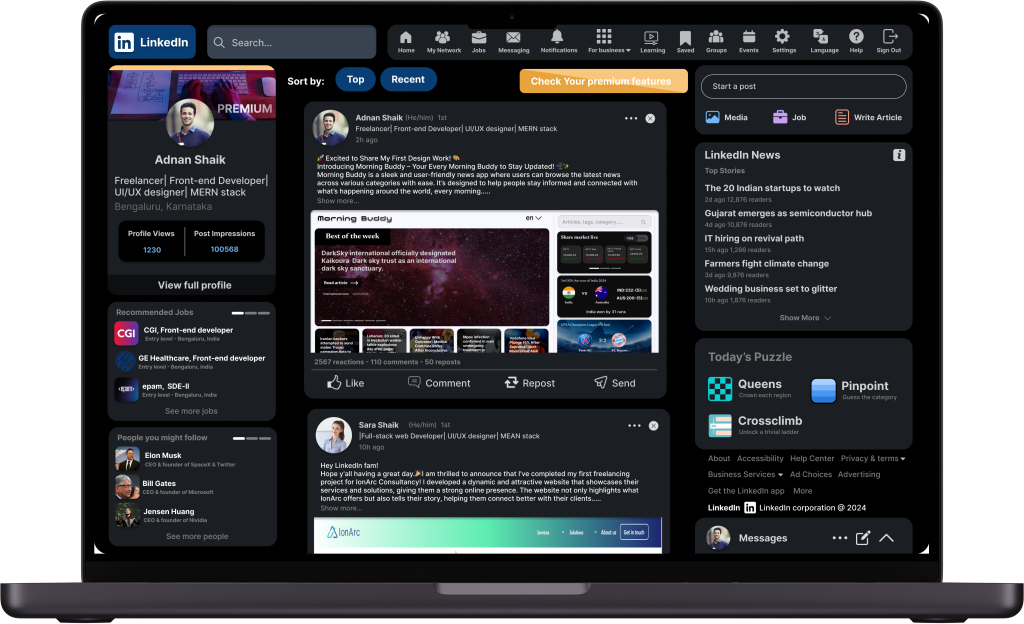 in LinkedIn
Search...
Home
My Network
Jobs
Messaging
Notifications
For business
Learning
Saved
Groups
Events
Settings
Language
Help
Sign Out
PREMIUM
Adnan Shaik
Freelancer| Front-end Developer|
UI/UX designer| MERN stack
Bengaluru, Karnataka
Profile Views
1230
Post Impressions
100568
View full profile
Recommended Jobs
CGI
CGI, Front-end developer
Entry level - Bengaluru, India
GE Healthcare, Front-end developer
Entry level - Bengaluru, India
epam, SDE-II
Entry level - Bengaluru, India
See more jobs
People you might follow
Elon Musk
CEO & founder of SpaceX & Twitter
Bill Gates
CEO & founder of Microsoft
Jensen Huang
CEO & founder of Nividia
See more people
Sort by:
Top
Recent
Check Your premium features
Adnan Shaik (He/him) 1st
Freelancer| Front-end Developer| UI/UX designer| MERN stack
2h ago
🚀 Excited to Share My First Design Work! 🎨
Introducing Morning Buddy – Your Every Morning Buddy to Stay Updated! 
Morning Buddy is a sleek and user-friendly news app where users can browse the latest news
across various categories with ease. It's designed to help people stay informed and connected with
what's happening around the world, every morning.....
Show more...
Morning Buddy
en
Articles, tags, category....
Best of the week
DarkSky International officially designated
Kaikoura Dark sky trust as an international
dark sky sanctuary.
Read article
Share market live
India
VS
Australia
IND:231(50)
AUS:200(50)
India won by 31 runs
2567 reactions - 110 comments - 50 reposts
Like
Comment
Repost
Send
Sara Shaik (He/him) 1st
|Full-stack web Developer| UI/UX designer| MEAN stack
10h ago
Hey LinkedIn fam!
Hope y'all having a great day🎉I am thrilled to announce that I've completed my first freelancing
project for IonArc Consultancy! I developed a dynamic and attractive website that showcases their
services and solutions, giving them a strong online presence. The website not only highlights what
IonArc offers but also tells their story, helping them connect better with their clients.....
Show more...
IonArc
Services
Solutions
About us
Get in touch
Start a post
Media
Job
Write Article
LinkedIn News
Top Stories
The 20 Indian startups to watch
2d ago 12,876 readers
Gujarat emerges as semiconductor hub
4d ago 10,876 readers
IT hiring on revival path
15h ago 1,286 readers
Farmers fight climate change
3d ago 9,876 readers
Wedding business set to glitter
10h ago 1,876 readers
Show More
Today's Puzzle
Queens
Crown each region
Pinpoint
Guess the category
Crossclimb
Unlock a trivial ladder
About Accessibility Help Center Privacy & terms
Business Services Ad Choices Advertising
Get the LinkedIn app More
LinkedIn in LinkedIn corporation @ 2024
Messages